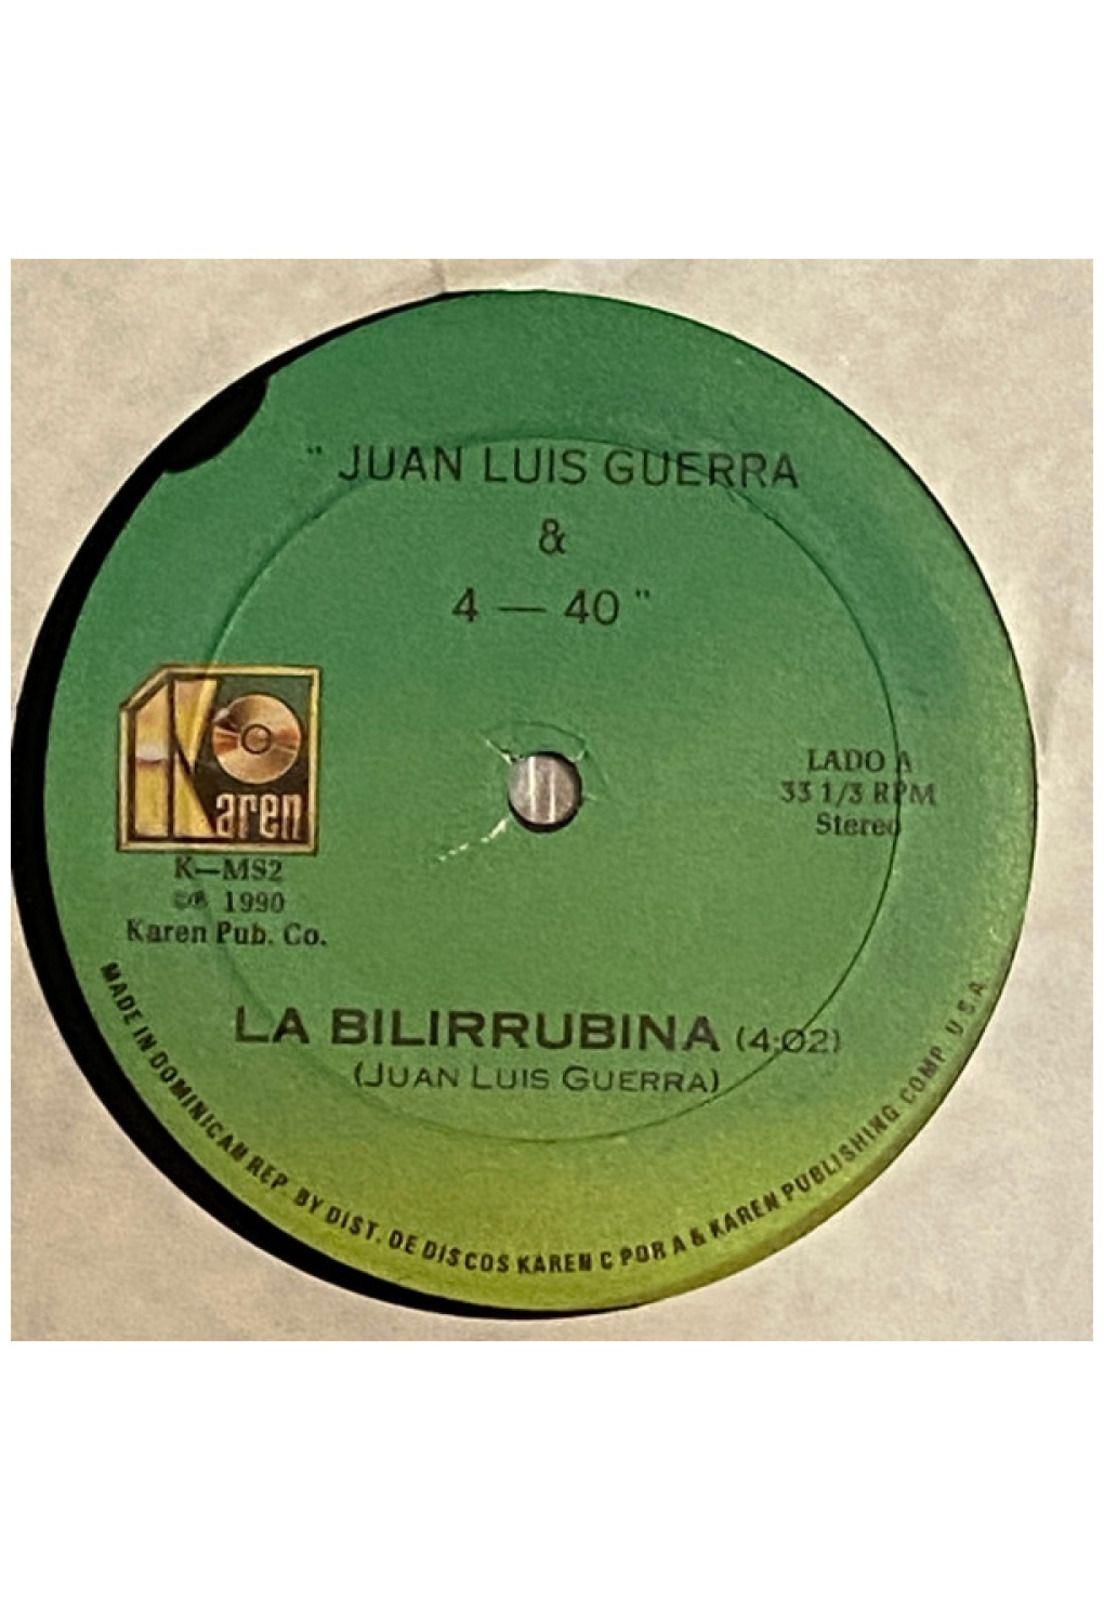 " JUAN LUIS GUERRA
&
4 — 40 "
Karen
K—MS2
©℗ 1990
Karen Pub. Co.
LADO A
33 1/3 RPM
Stereo
LA BILIRRUBINA (4:02)
(JUAN LUIS GUERRA)
MADE IN DOMINICAN REP. BY DIST. DE DISCOS KAREN C POR A & KAREN PUBLISHING COMP. U.S.A.